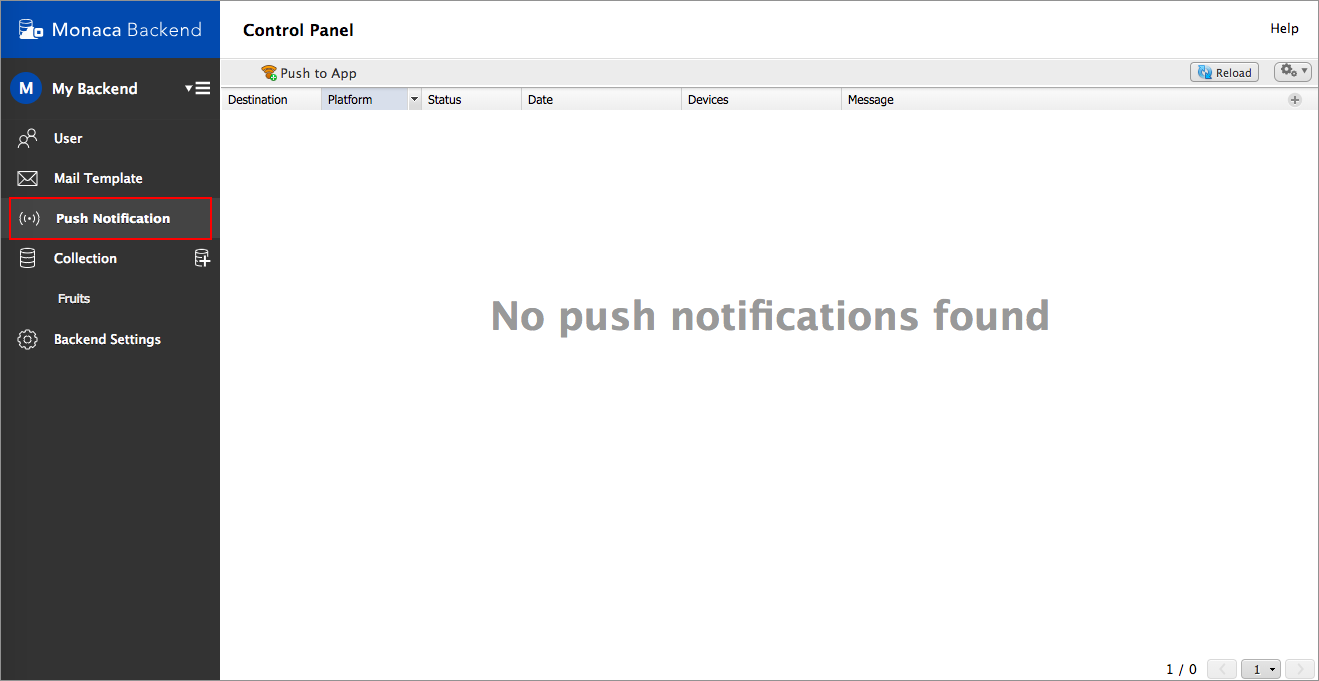 Monaca Backend
Control Panel
Help
M My Backend
Push to App
Reload
Destination Platform Status Date Devices Message
User
Mail Template
Push Notification
Collection
Fruits
Backend Settings
No push notifications found
1 / 0 1